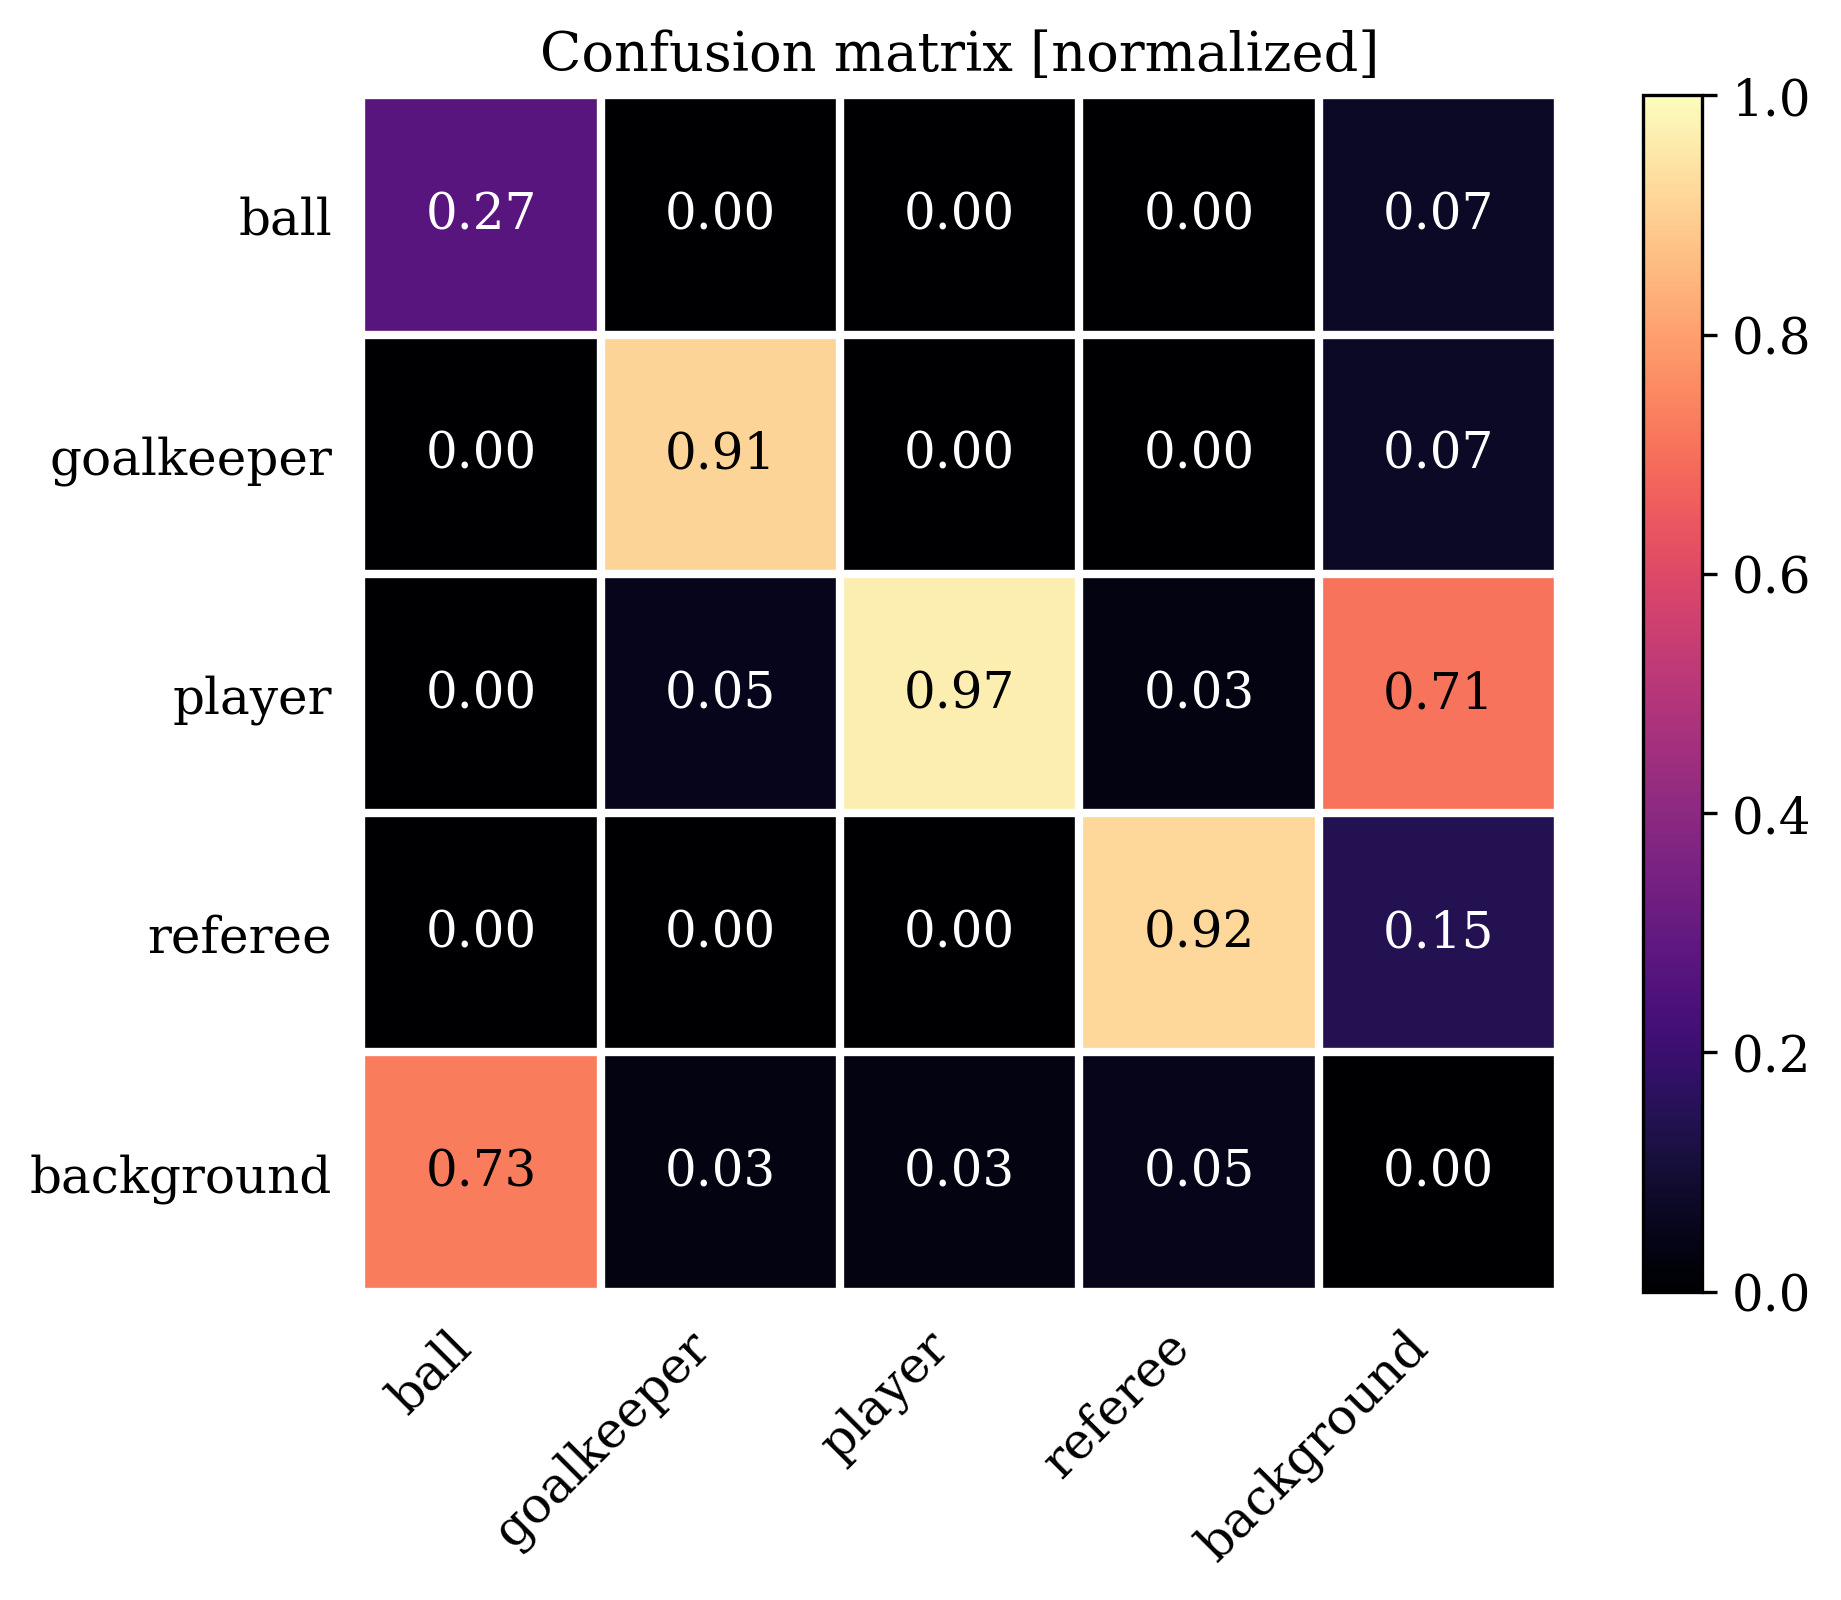 Confusion matrix [normalized]
ball 0.27 0.00 0.00 0.00 0.07
goalkeeper 0.00 0.91 0.00 0.00 0.07
player 0.00 0.05 0.97 0.03 0.71
referee 0.00 0.00 0.00 0.92 0.15
background 0.73 0.03 0.03 0.05 0.00
ball goalkeeper player referee background
1.0
0.8
0.6
0.4
0.2
0.0